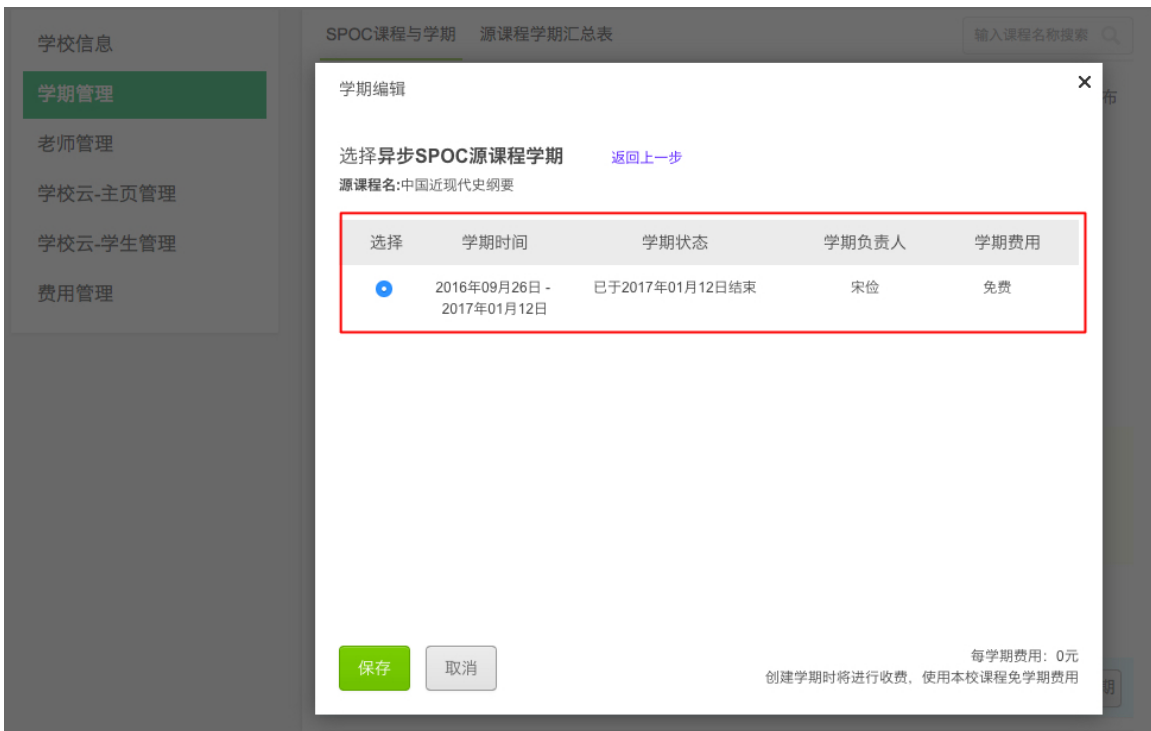 学校信息
学期管理
老师管理
学校云-主页管理
学校云-学生管理
费用管理
SPOC课程与学期 源课程学期汇总表
输入课程名称搜索
布
学期编辑
选择异步SPOC源课程学期 返回上一步
源课程名:中国近现代史纲要
选择 学期时间 学期状态 学期负责人 学期费用
2016年09月26日 - 已于2017年01月12日结束 宋俭 免费
2017年01月12日
保存 取消
每学期费用：0元
创建学期时将进行收费，使用本校课程免学期费用
期